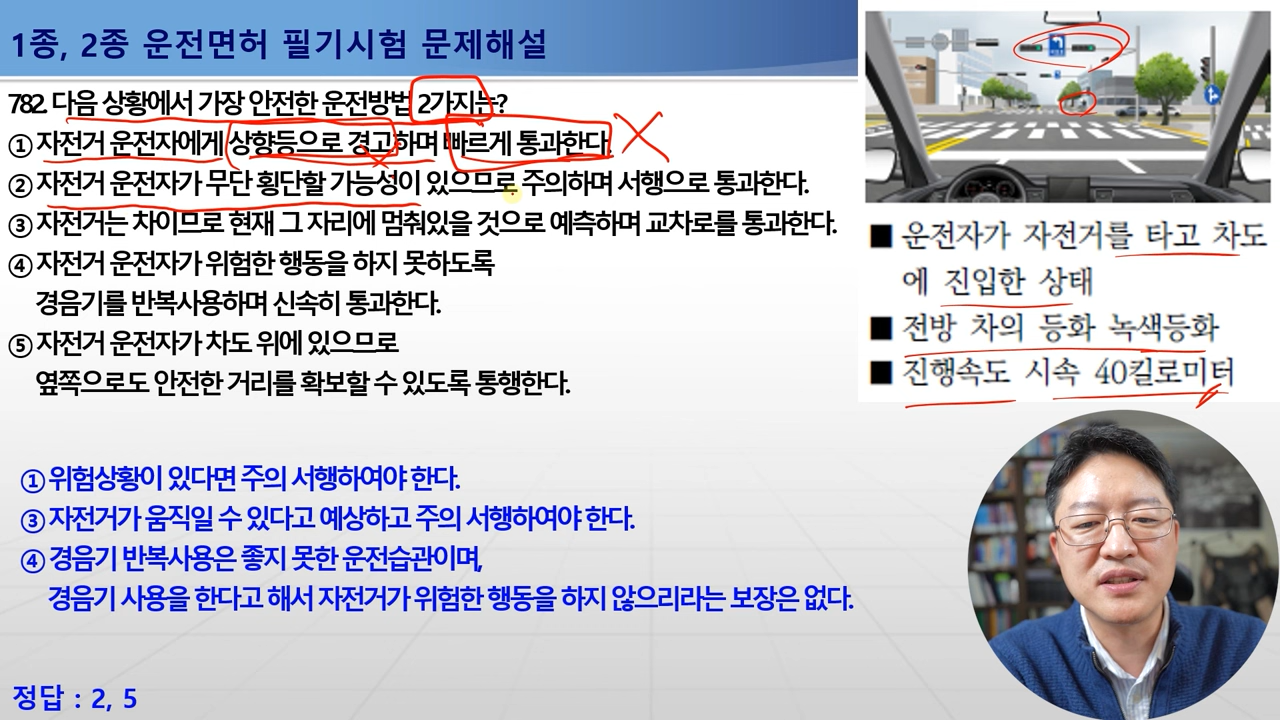 1종, 2종 운전면허 필기시험 문제해설
782. 다음 상황에서 가장 안전한 운전방법 2가지는?
① 자전거 운전자에게 상향등으로 경고하며 빠르게 통과한다.
② 자전거 운전자가 무단 횡단할 가능성이 있으므로 주의하며 서행으로 통과한다.
③ 자전거는 차이므로 현재 그 자리에 멈춰있을 것으로 예측하며 교차로를 통과한다.
④ 자전거 운전자가 위험한 행동을 하지 못하도록
경음기를 반복사용하며 신속히 통과한다.
⑤ 자전거 운전자가 차도 위에 있으므로
옆쪽으로도 안전한 거리를 확보할 수 있도록 통행한다.
■ 운전자가 자전거를 타고 차도
에 진입한 상태
■ 전방 차의 등화 녹색등화
■ 진행속도 시속 40킬로미터
① 위험상황이 있다면 주의 서행하여야 한다.
③ 자전거가 움직일 수 있다고 예상하고 주의 서행하여야 한다.
④ 경음기 반복사용은 좋지 못한 운전습관이며,
경음기 사용을 한다고 해서 자전거가 위험한 행동을 하지 않으리라는 보장은 없다.
정답 : 2, 5